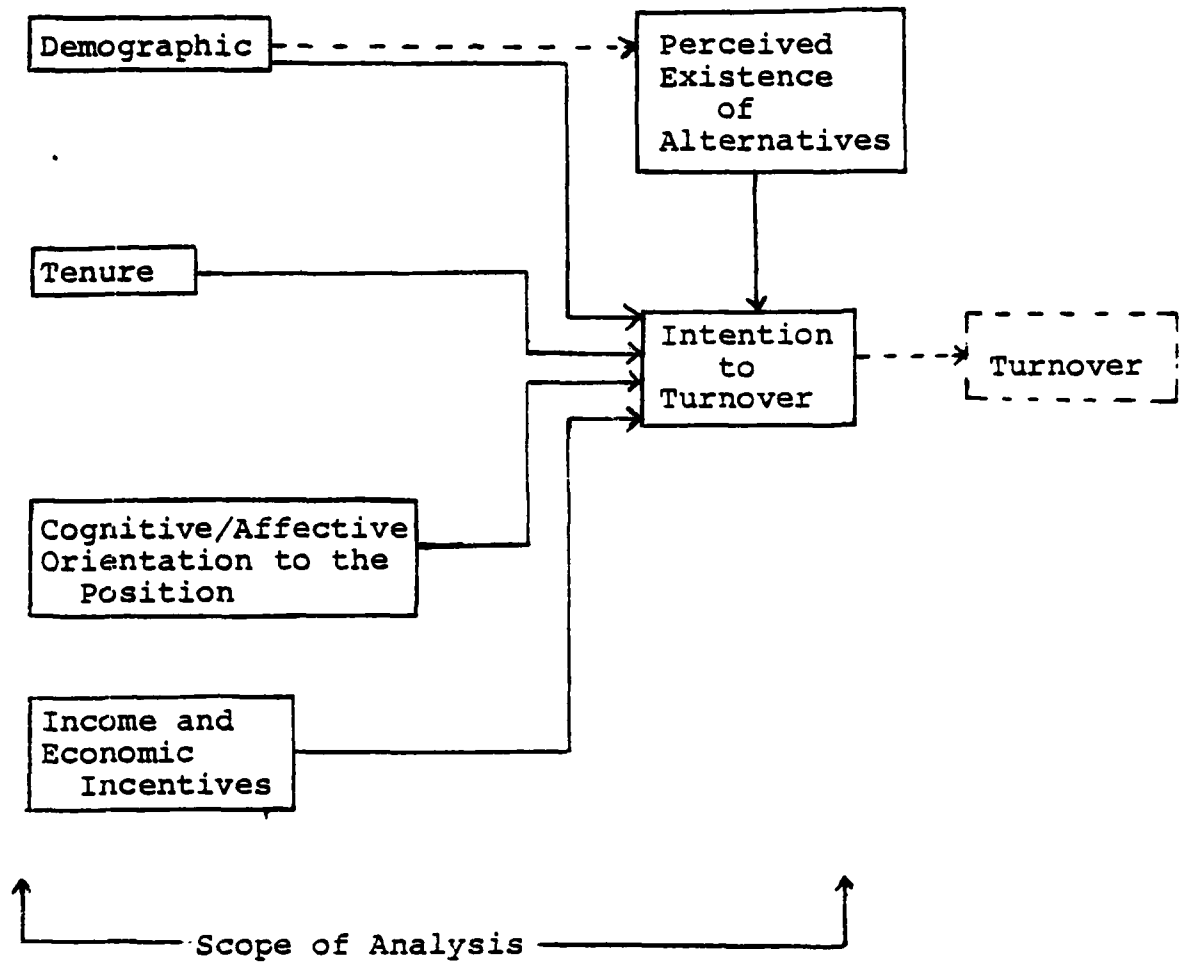 Demographic
Perceived
Existence
of
Alternatives
Tenure
Intention
to
Turnover
Turnover
Cognitive/Affective
Orientation to the
Position
Income and
Economic
Incentives
Scope of Analysis